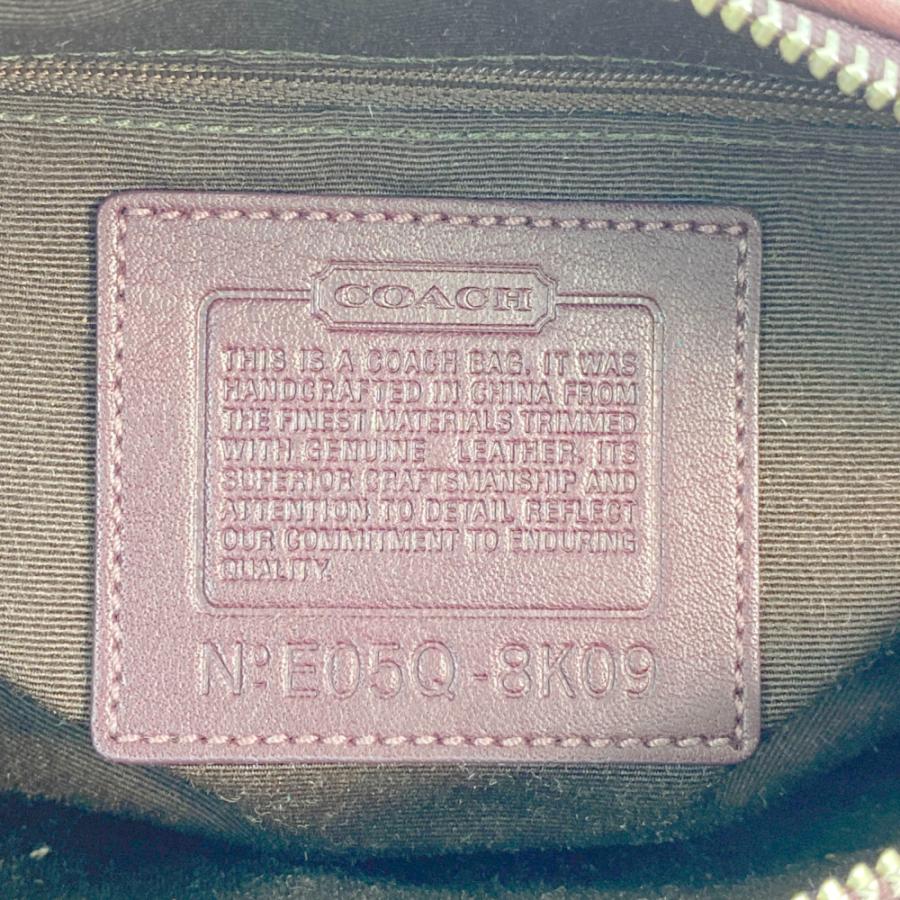 COACH
THIS IS A COACH BAG. IT WAS
HANDCRAFTED IN CHINA FROM
THE FINEST MATERIALS TRIMMED
WITH GENUINE LEATHER. ITS
SUPERIOR CRAFTSMANSHIP AND
ATTENTION TO DETAIL REFLECT
OUR COMMITMENT TO ENDURING
QUALITY.
Nº E05Q-8K09